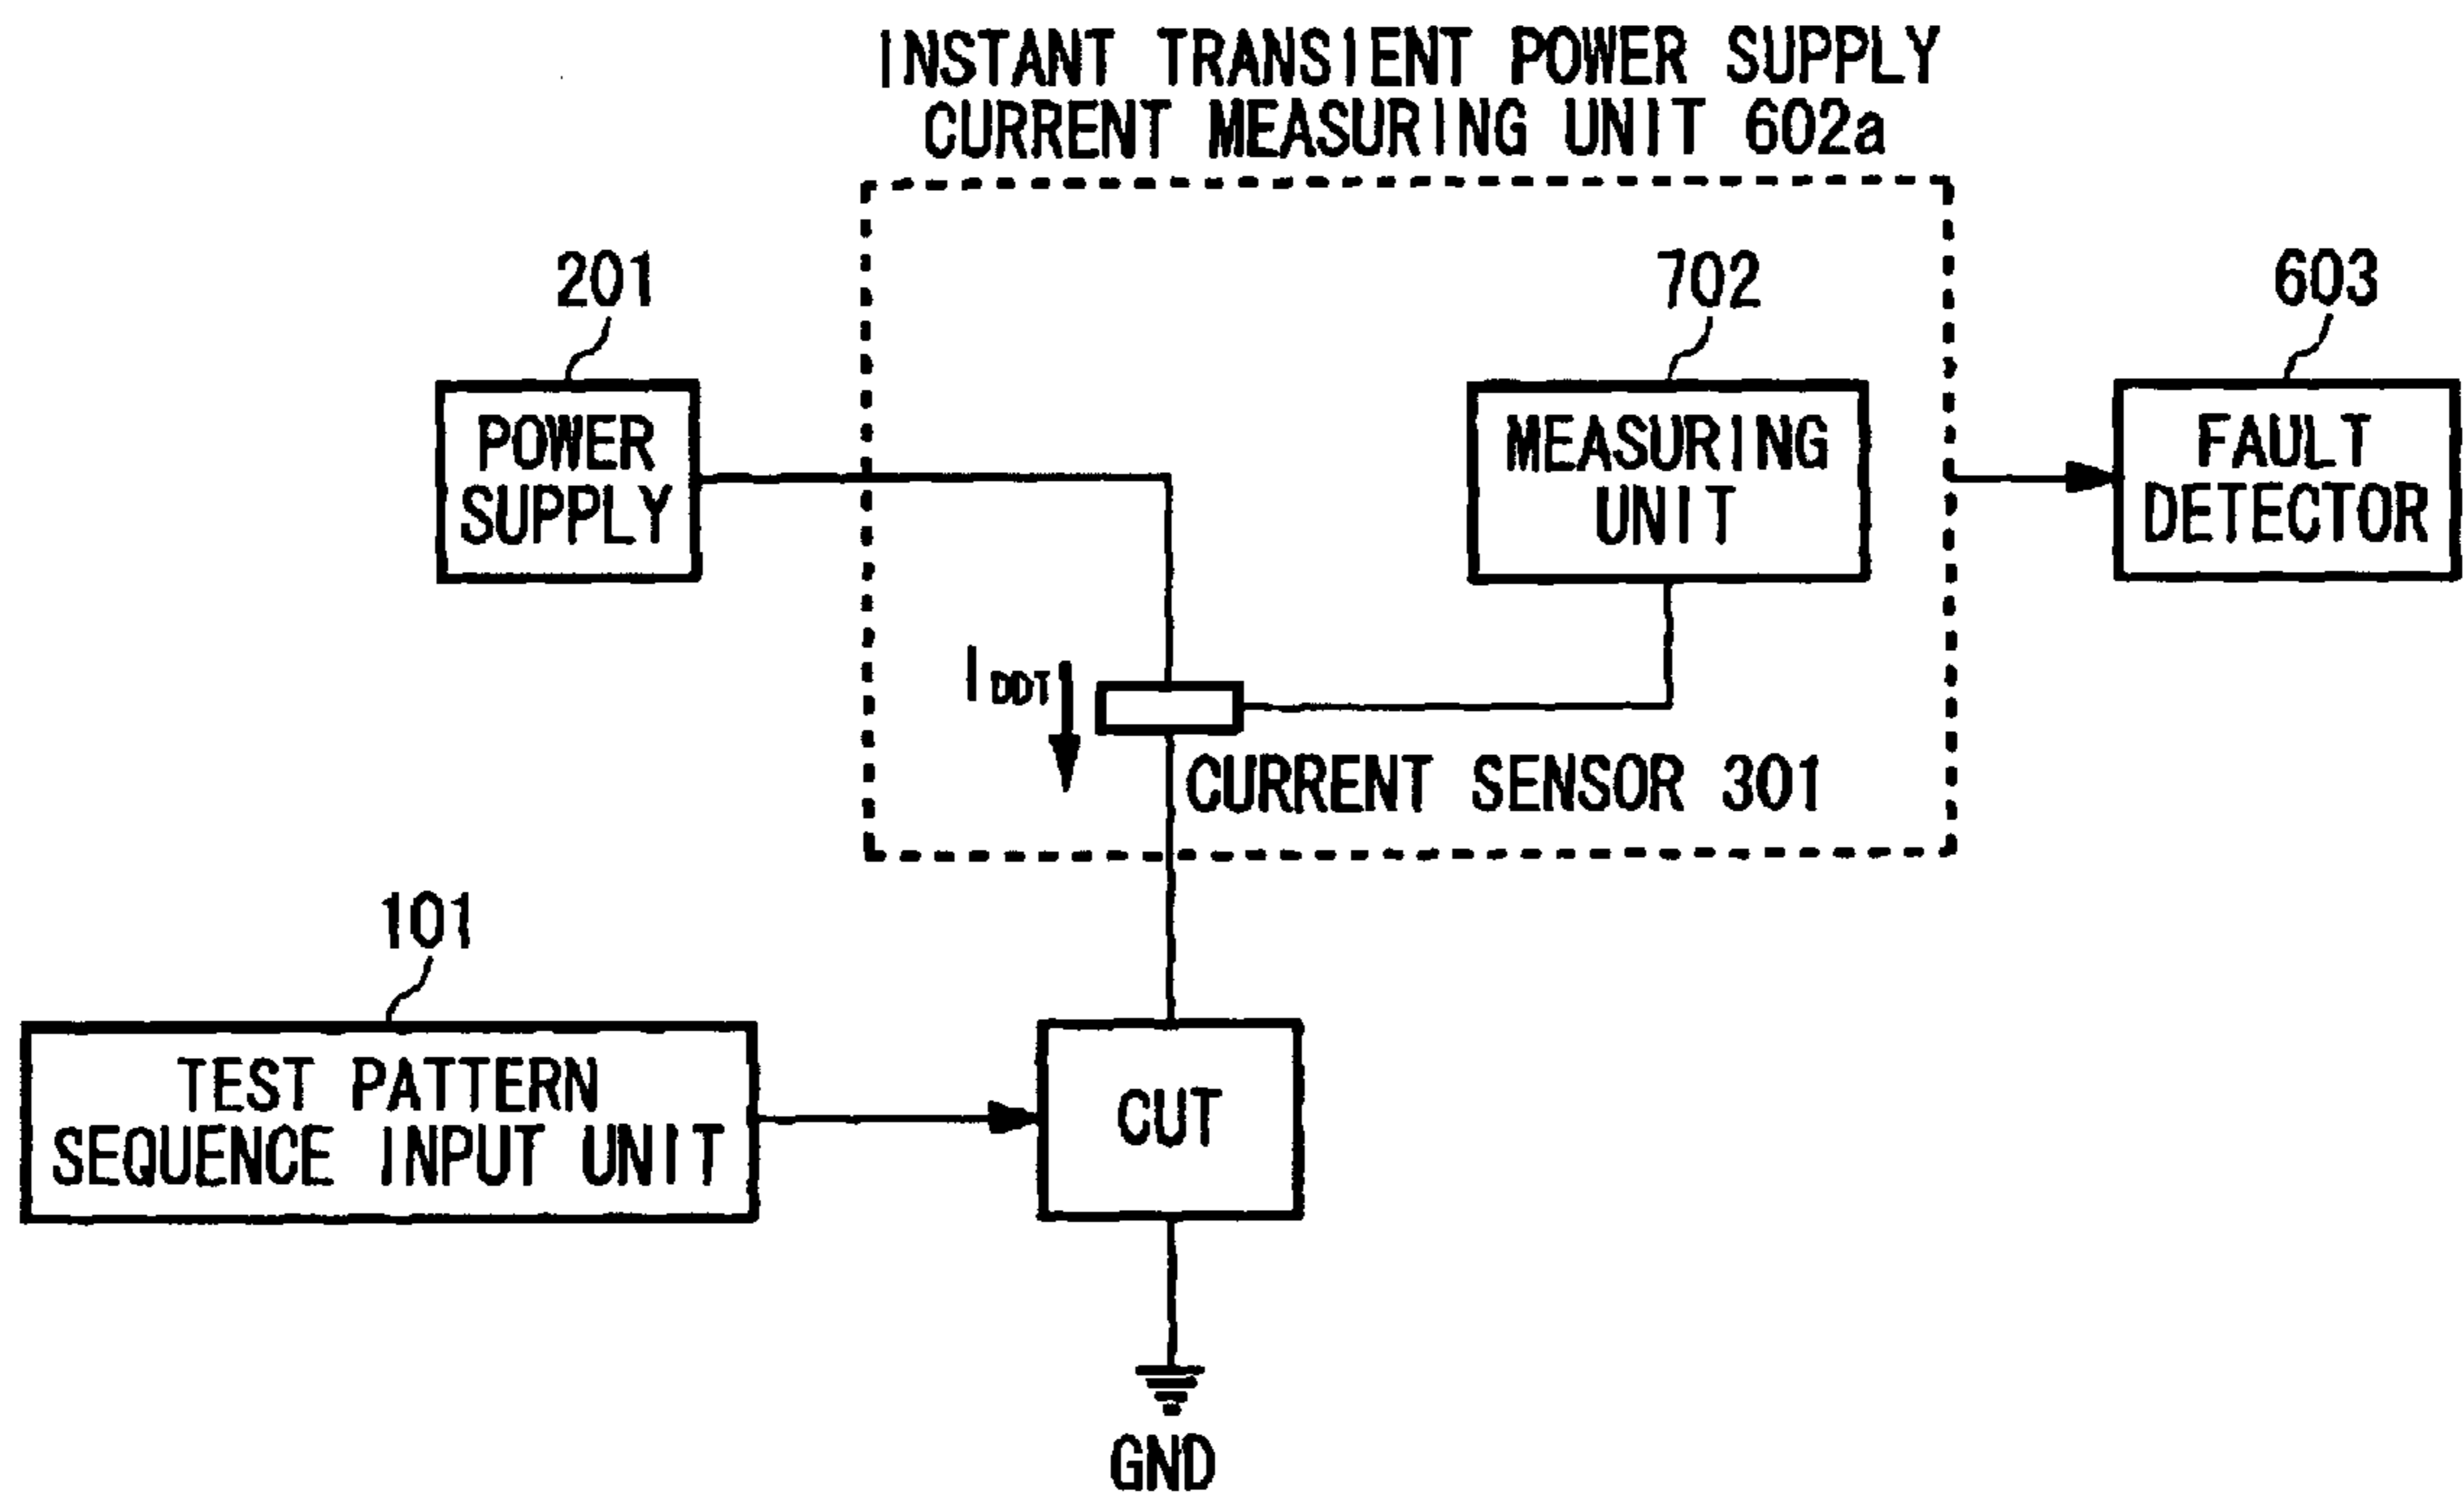 INSTANT TRANSIENT POWER SUPPLY
CURRENT MEASURING UNIT 602a
201
702
603
POWER
SUPPLY
MEASURING
UNIT
FAULT
DETECTOR
IDDT
CURRENT SENSOR 301
101
TEST PATTERN
SEQUENCE INPUT UNIT
CUT
GND